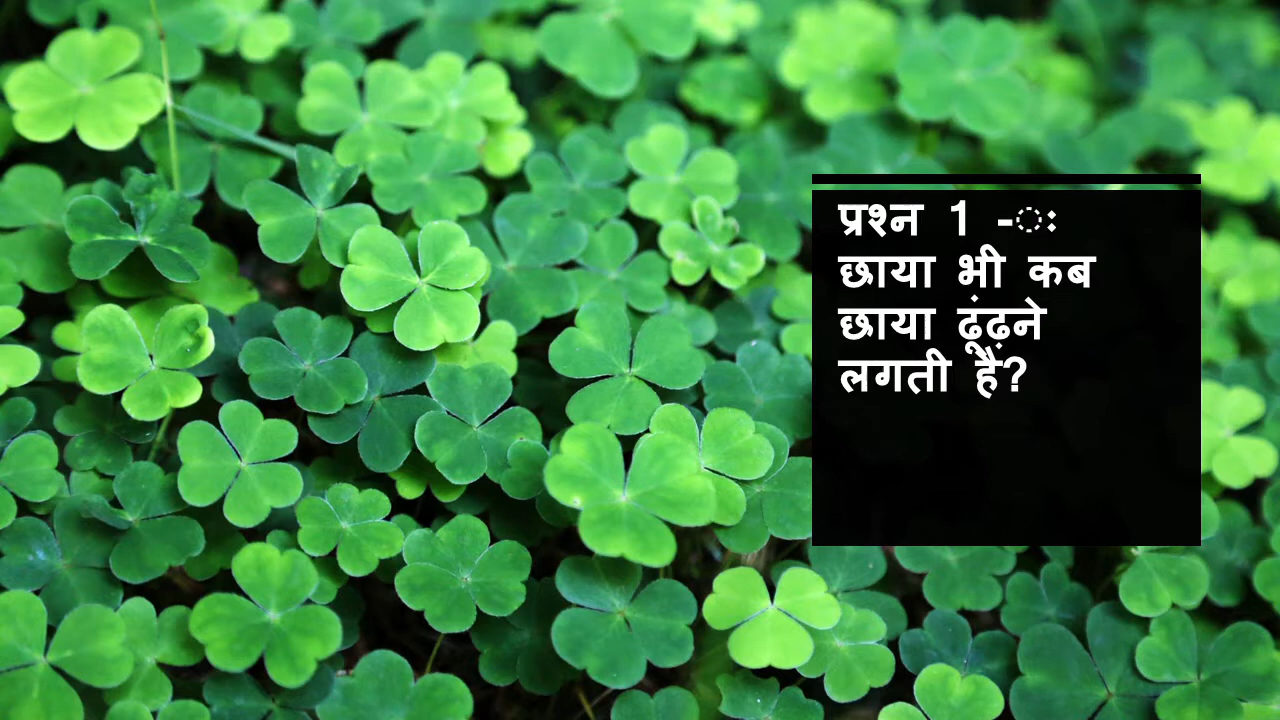 प्रश्न 1 -ः
छाया भी कब
छाया ढूंढ़ने
लगती हैं?